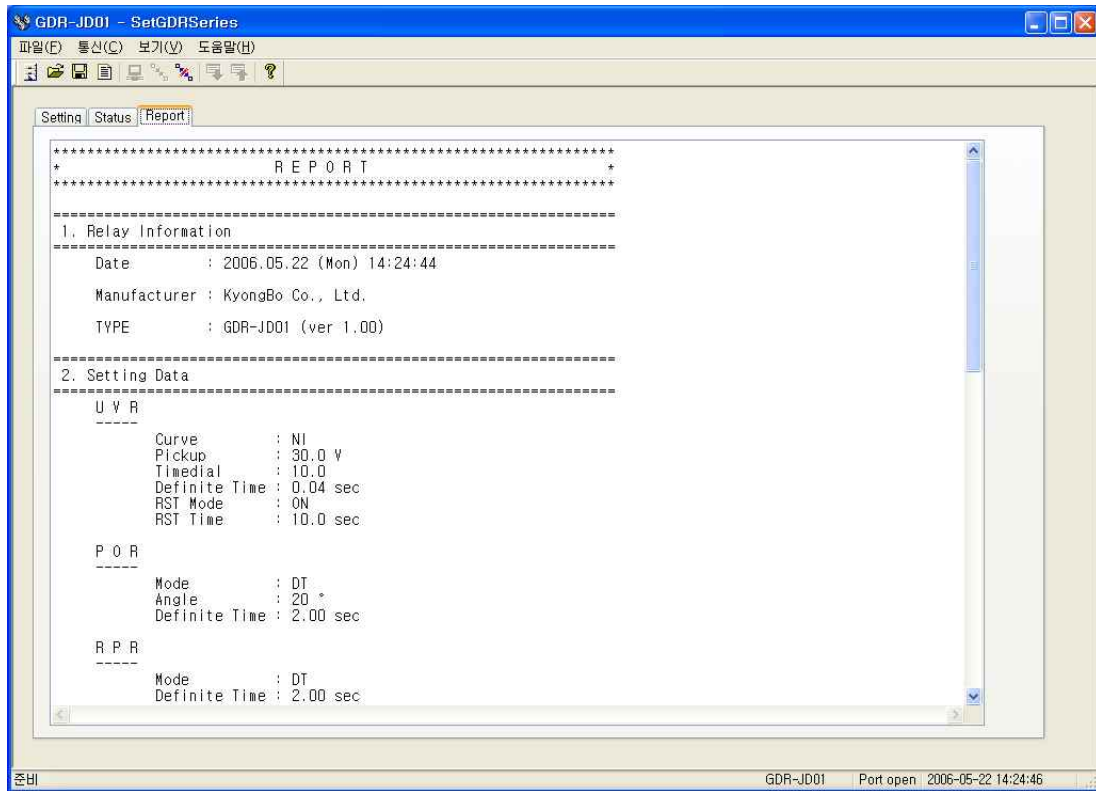 GDR-JD01 - SetGDRSeries
파일(F) 통신(C) 보기(V) 도움말(H)
Setting Status Report
******************************************************************
* R E P O R T *
******************************************************************
==================================================================
1. Relay Information
==================================================================
Date : 2006.05.22 (Mon) 14:24:44
Manufacturer : KyongBo Co., Ltd.
TYPE : GDR-JD01 (ver 1.00)
==================================================================
2. Setting Data
==================================================================
U V R
-----
Curve : NI
Pickup : 30.0 V
Timedial : 10.0
Definite Time : 0.04 sec
RST Mode : ON
RST Time : 10.0 sec
P O R
-----
Mode : DT
Angle : 20 °
Definite Time : 2.00 sec
R P R
-----
Mode : DT
Definite Time : 2.00 sec
준비 GDR-JD01 Port open 2006-05-22 14:24:46